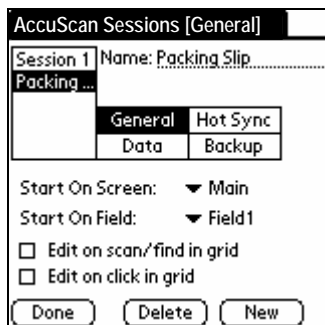 AccuScan Sessions [General]
Session 1 Name: Packing Slip
Packing ...
General Hot Sync
Data Backup
Start On Screen: Main
Start On Field: Field1
Edit on scan/find in grid
Edit on click in grid
Done Delete New